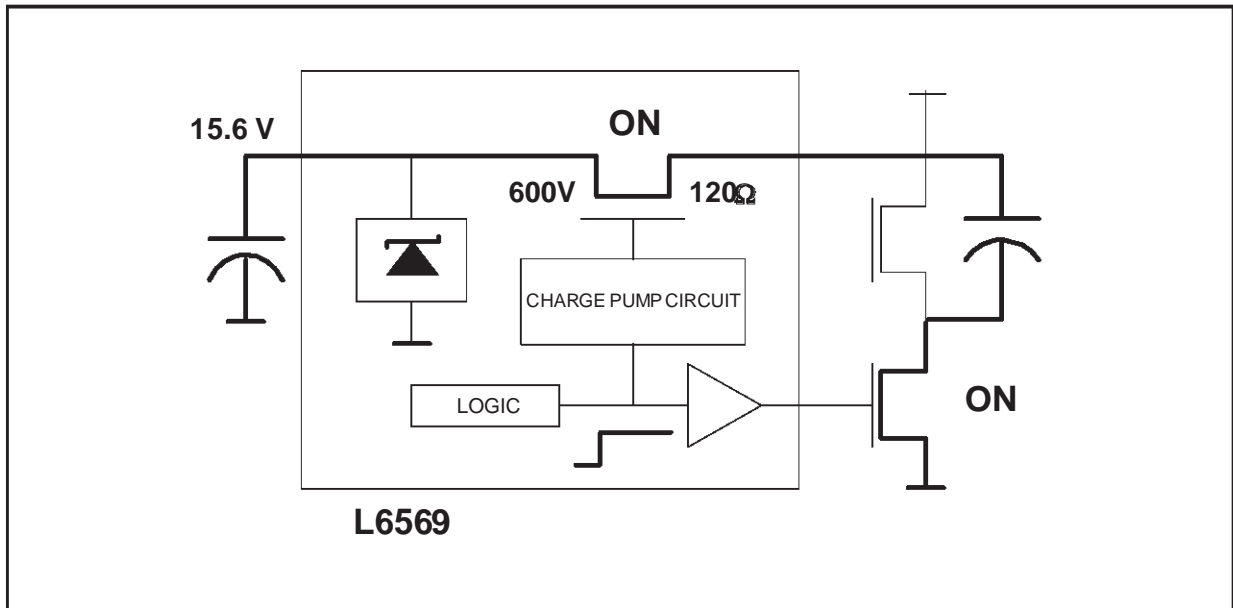 ON
15.6 V
600V
120Ω
CHARGE PUMP CIRCUIT
LOGIC
ON
L6569